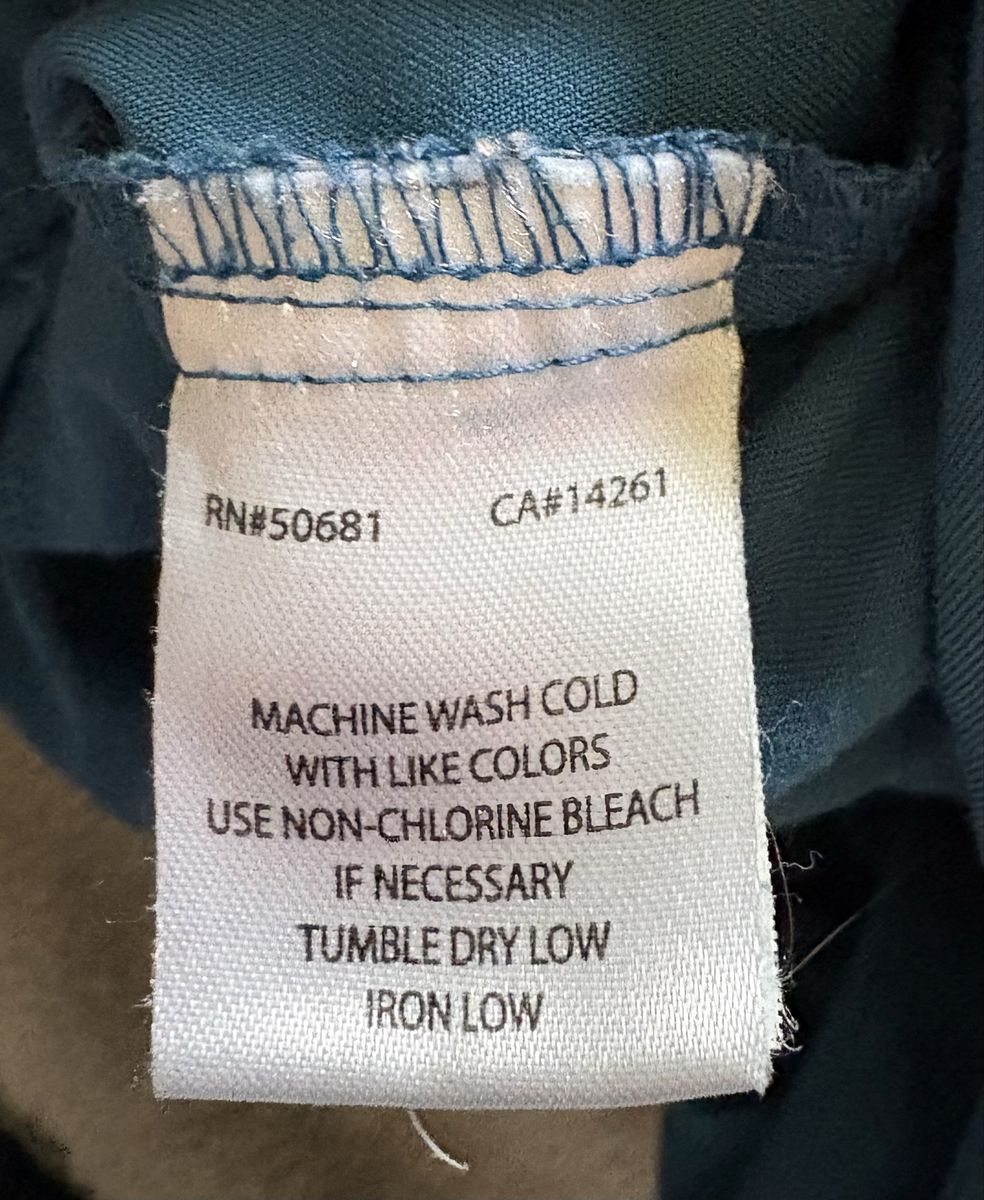 RN#50681 CA#14261
MACHINE WASH COLD
WITH LIKE COLORS
USE NON-CHLORINE BLEACH
IF NECESSARY
TUMBLE DRY LOW
IRON LOW